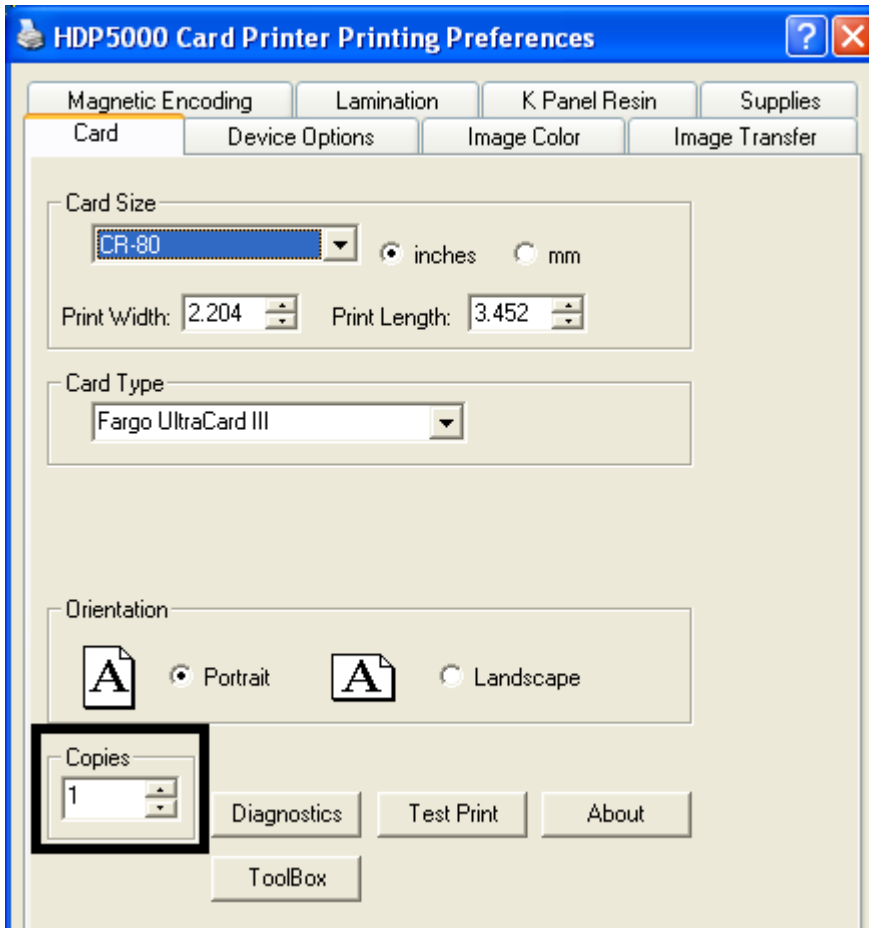 HDP5000 Card Printer Printing Preferences
Magnetic Encoding Lamination K Panel Resin Supplies
Card Device Options Image Color Image Transfer
Card Size
CR-80 inches mm
Print Width: 2.204 Print Length: 3.452
Card Type
Fargo UltraCard III
Orientation
A Portrait A Landscape
Copies
1
Diagnostics Test Print About
ToolBox